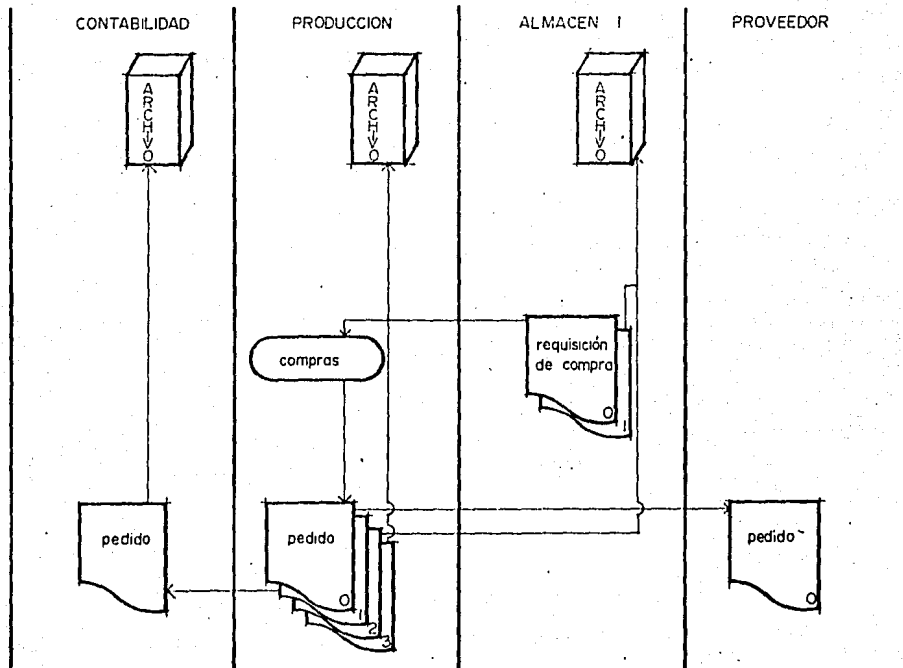 CONTABILIDAD
PRODUCCION
ALMACEN I
PROVEEDOR
ARCHIVO
ARCHIVO
ARCHIVO
compras
requisición
de compra
0
1
pedido
pedido
0
1
2
3
pedido
0